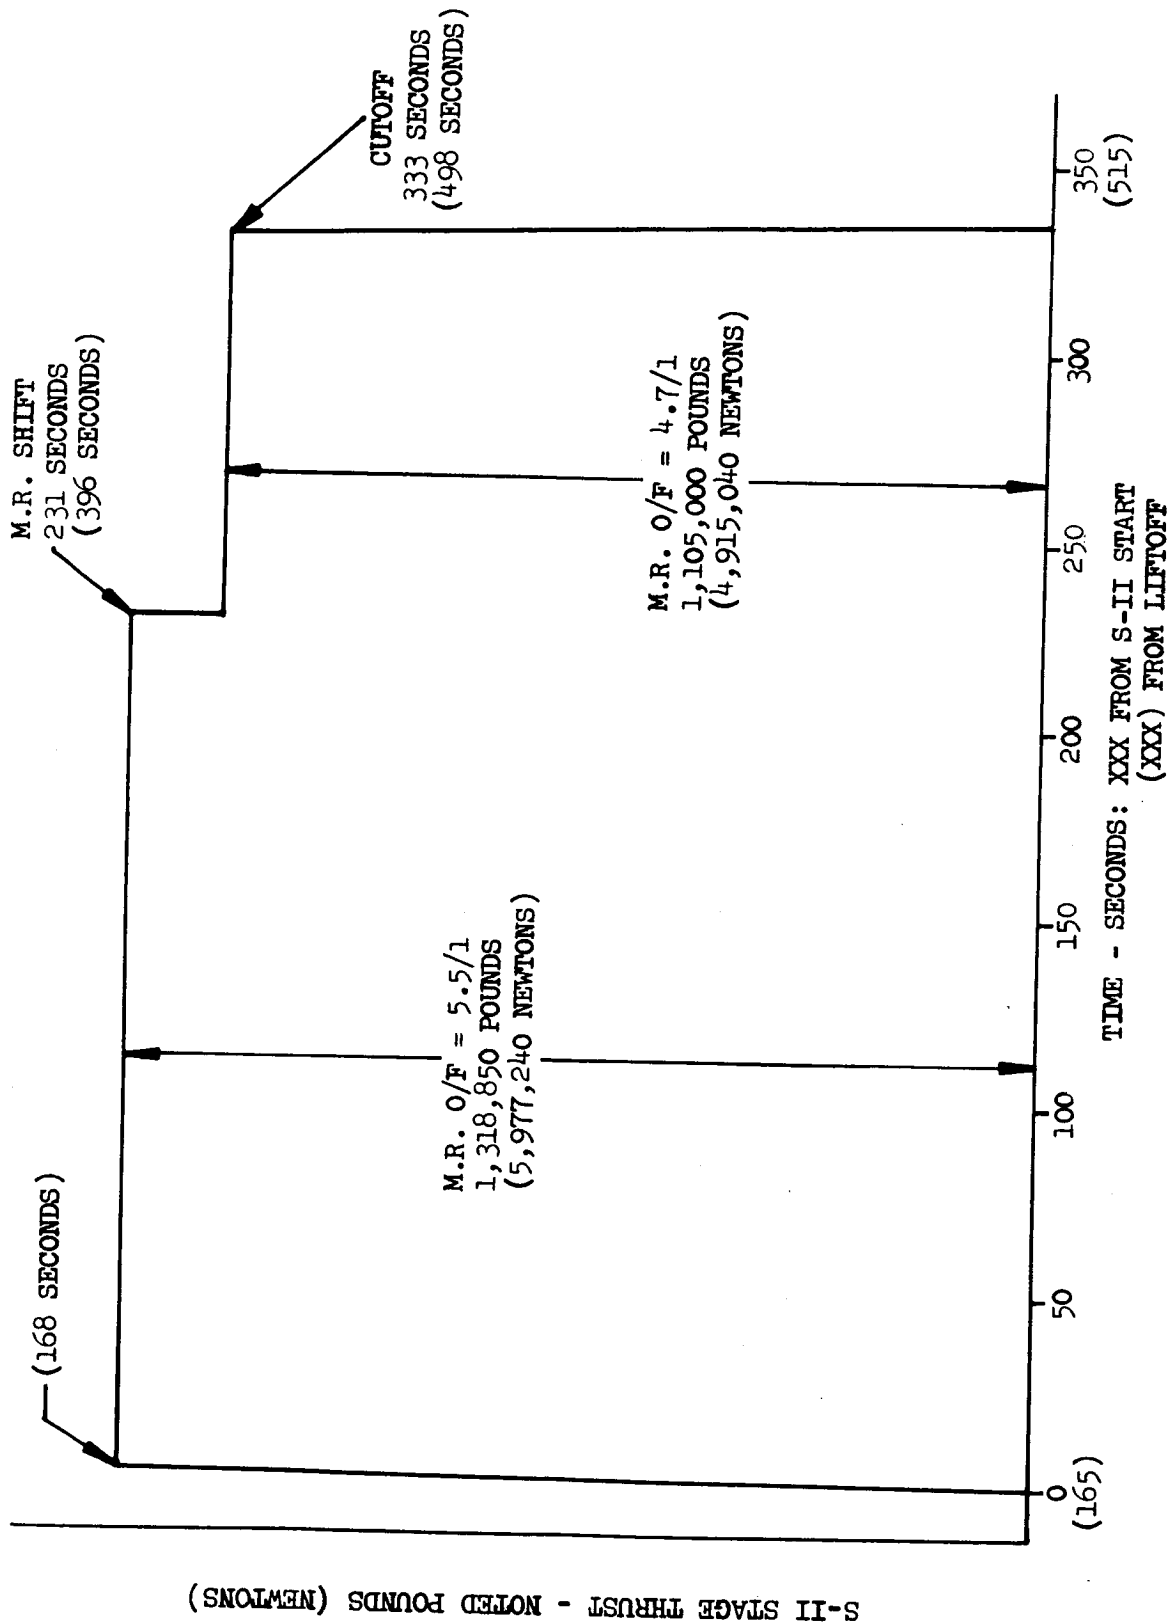 (168 SECONDS)
M.R. SHIFT
231 SECONDS
(396 SECONDS)
CUTOFF
333 SECONDS
(498 SECONDS)
M.R. O/F = 5.5/1
1,318,850 POUNDS
(5,977,240 NEWTONS)
M.R. O/F = 4.7/1
1,105,000 POUNDS
(4,915,040 NEWTONS)
S-II STAGE THRUST - NOTED POUNDS (NEWTONS)
0 50 100 150 200 250 300 350
(165) (515)
TIME - SECONDS: XXX FROM S-II START
(XXX) FROM LIFTOFF